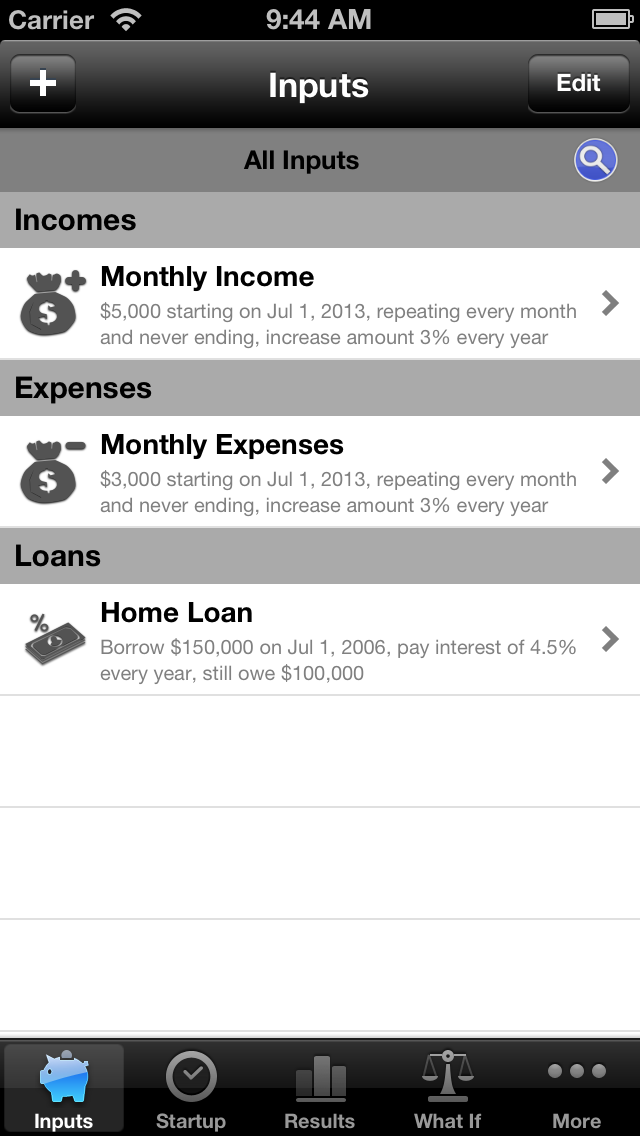 Carrier 9:44 AM
Inputs Edit
All Inputs
Incomes
Monthly Income
$5,000 starting on Jul 1, 2013, repeating every month
and never ending, increase amount 3% every year
Expenses
Monthly Expenses
$3,000 starting on Jul 1, 2013, repeating every month
and never ending, increase amount 3% every year
Loans
Home Loan
Borrow $150,000 on Jul 1, 2006, pay interest of 4.5%
every year, still owe $100,000
Inputs Startup Results What If More